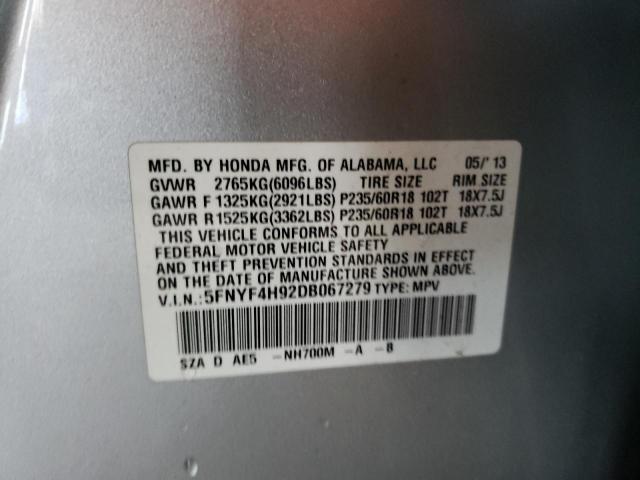 MFD. BY HONDA MFG. OF ALABAMA, LLC 05/'13
GVWR 2765KG(6096LBS) TIRE SIZE RIM SIZE
GAWR F 1325KG(2921LBS) P235/60R18 102T 18X7.5J
GAWR R 1525KG(3362LBS) P235/60R18 102T 18X7.5J
THIS VEHICLE CONFORMS TO ALL APPLICABLE
FEDERAL MOTOR VEHICLE SAFETY
AND THEFT PREVENTION STANDARDS IN EFFECT
ON THE DATE OF MANUFACTURE SHOWN ABOVE.
V.I.N.:5FNYF4H92DB067279 TYPE: MPV
SZA D AE5 -NH700M -A -B